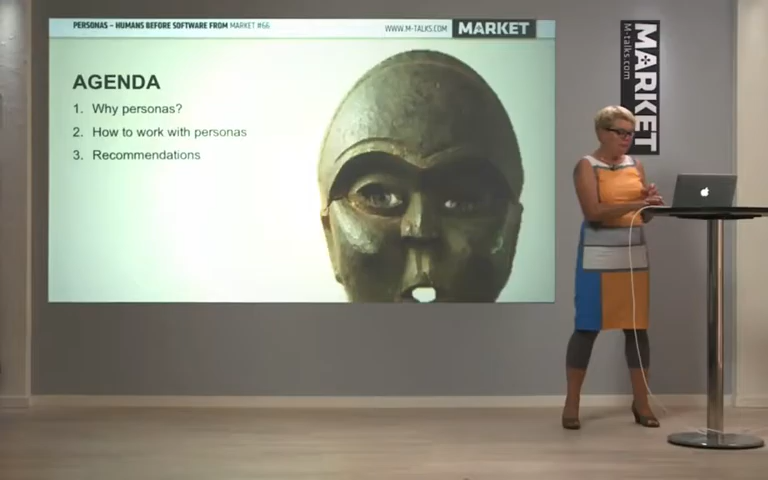 PERSONAS – HUMANS BEFORE SOFTWARE FROM MARKET #66
WWW.M-TALKS.COM
MARKET
AGENDA
1. Why personas?
2. How to work with personas
3. Recommendations
MARKET
M-talks.com